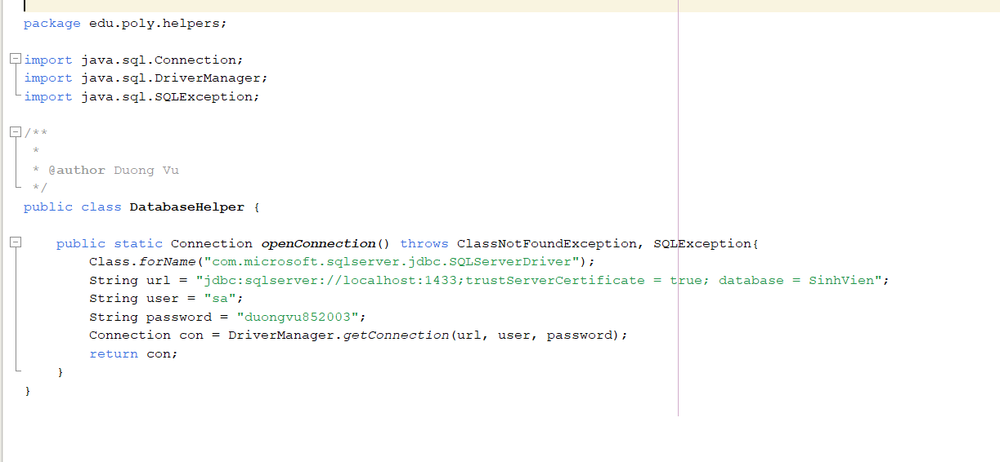 package edu.poly.helpers;
import java.sql.Connection;
import java.sql.DriverManager;
import java.sql.SQLException;
/**
 *
 * @author Duong Vu
 */
public class DatabaseHelper {
    public static Connection openConnection() throws ClassNotFoundException, SQLException{
        Class.forName("com.microsoft.sqlserver.jdbc.SQLServerDriver");
        String url = "jdbc:sqlserver://localhost:1433;trustServerCertificate = true; database = SinhVien";
        String user = "sa";
        String password = "duongvu852003";
        Connection con = DriverManager.getConnection(url, user, password);
        return con;
    }
}